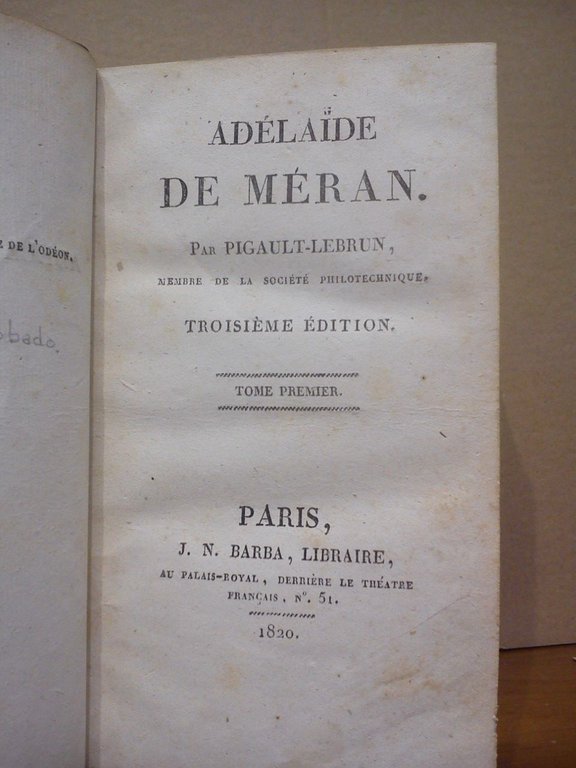 E DE L'ODÉON.
obado.
ADÉLAÏDE
DE MÉRAN.
PAR PIGAULT-LEBRUN,
MEMBRE DE LA SOCIÉTÉ PHILOTECHNIQUE.
TROISIÈME ÉDITION.
TOME PREMIER.
PARIS,
J. N. BARBA, LIBRAIRE,
AU PALAIS-ROYAL, DERRIÈRE LE THÉATRE
FRANÇAIS, N°. 51.
1820.